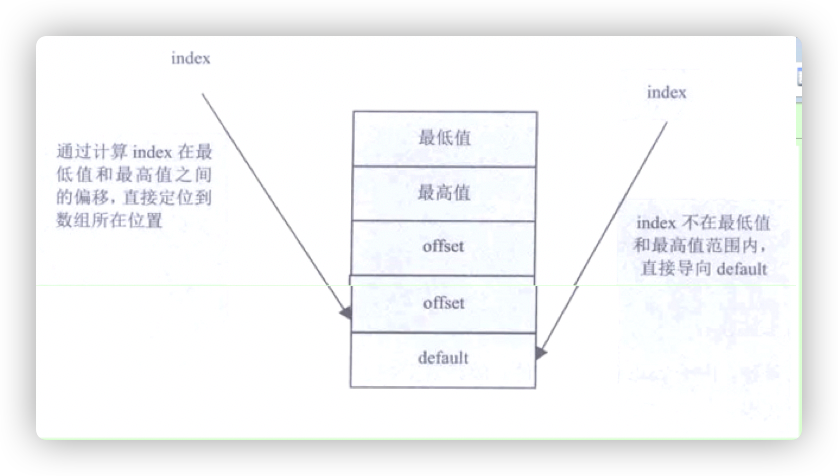 index
通过计算 index 在最
低值和最高值之间
的偏移，直接定位到
数组所在位置
最低值
最高值
offset
offset
default
index
index 不在最低值
和最高值范围内，
直接导向 default